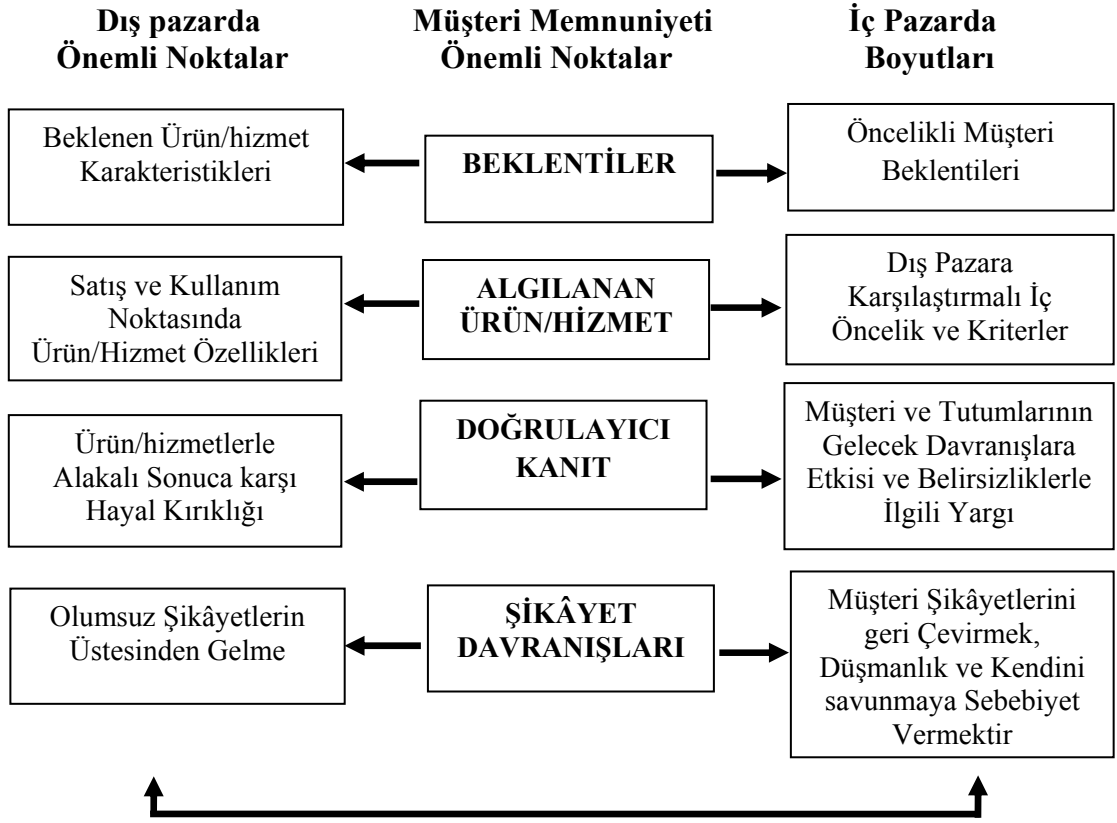 Dış pazarda
Önemli Noktalar
Müşteri Memnuniyeti
Önemli Noktalar
İç Pazarda
Boyutları
Beklenen Ürün/hizmet
Karakteristikleri
BEKLENTİLER
Öncelikli Müşteri
Beklentileri
Satış ve Kullanım
Noktasında
Ürün/Hizmet Özellikleri
ALGILANAN
ÜRÜN/HİZMET
Dış Pazara
Karşılaştırmalı İç
Öncelik ve Kriterler
Ürün/hizmetlerle
Alakalı Sonuca karşı
Hayal Kırıklığı
DOĞRULAYICI
KANIT
Müşteri ve Tutumlarının
Gelecek Davranışlara
Etkisi ve Belirsizliklerle
İlgili Yargı
Olumsuz Şikâyetlerin
Üstesinden Gelme
ŞİKÂYET
DAVRANIŞLARI
Müşteri Şikâyetlerini
geri Çevirmek,
Düşmanlık ve Kendini
savunmaya Sebebiyet
Vermektir